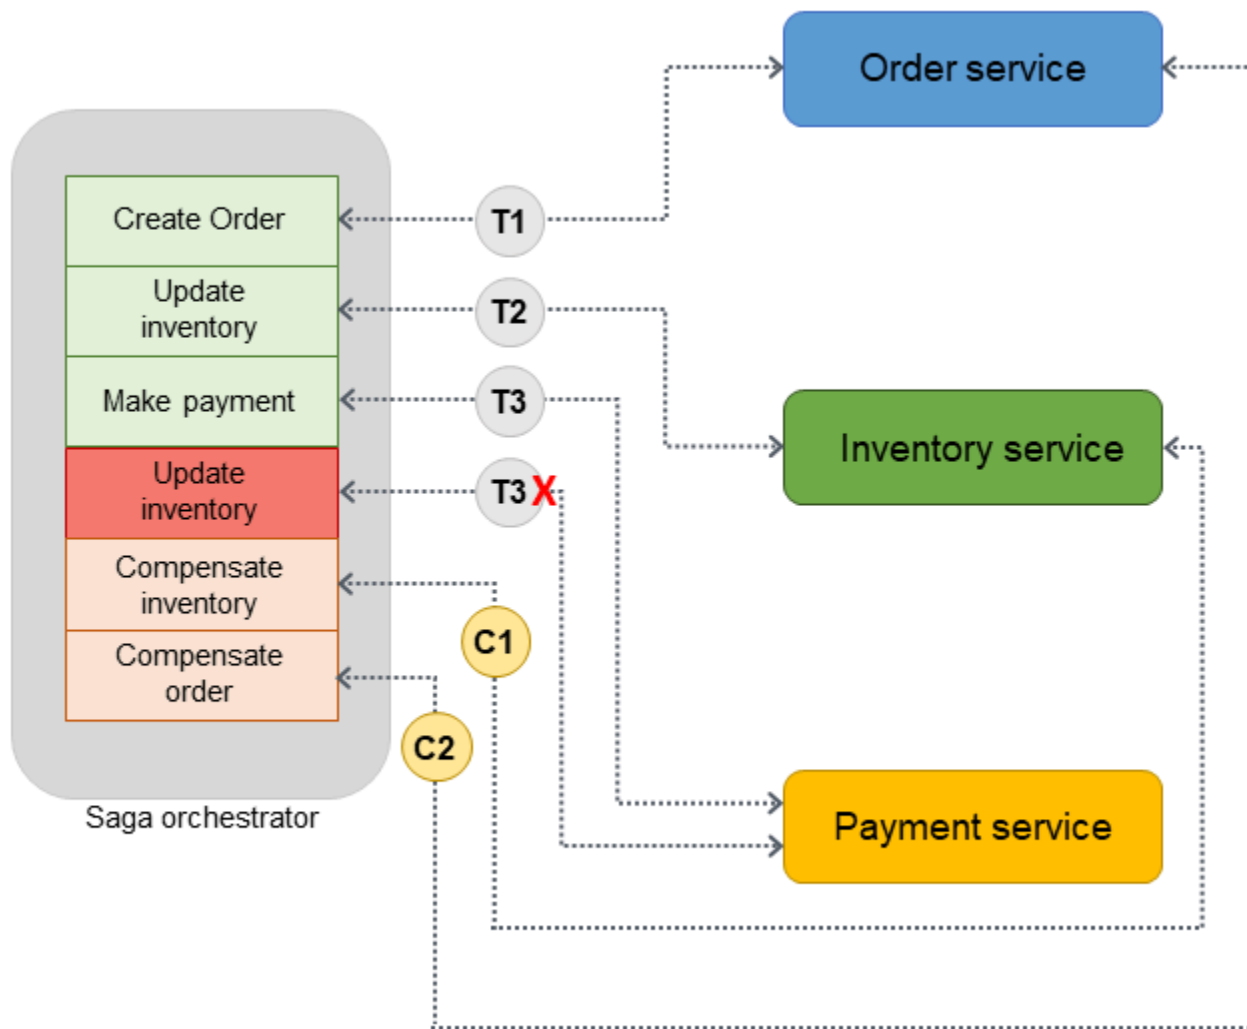 Order service
Create Order
T1
Update
inventory
T2
Make payment
T3
Inventory service
Update
inventory
T3
X
Compensate
inventory
C1
Compensate
order
C2
Saga orchestrator
Payment service